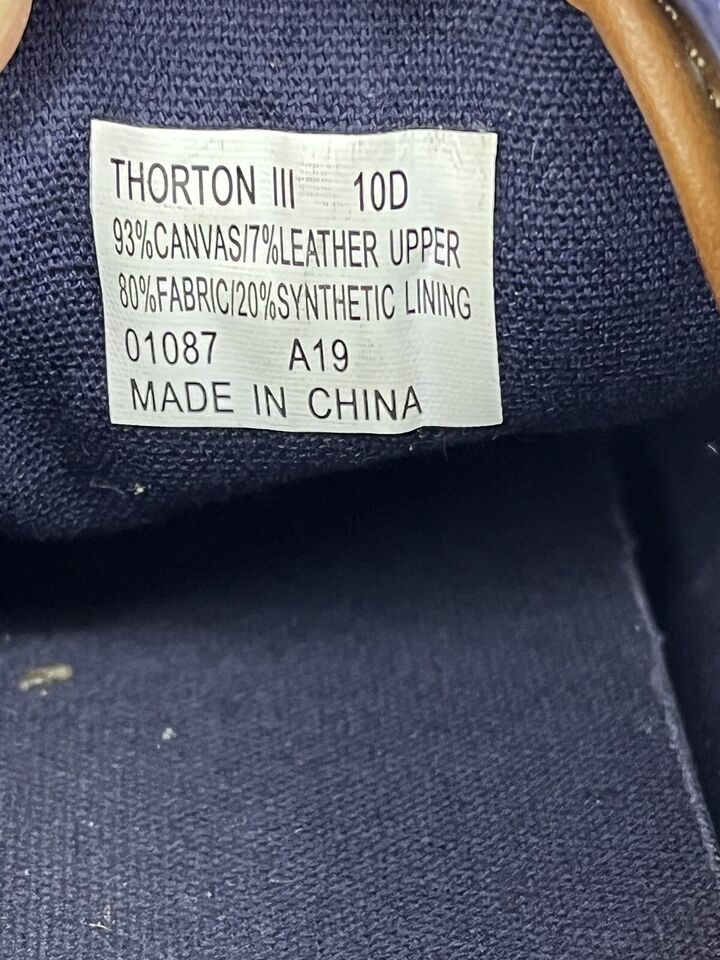 THORTON III 10D
93%CANVAS/7%LEATHER UPPER
80%FABRIC/20%SYNTHETIC LINING
01087 A19
MADE IN CHINA